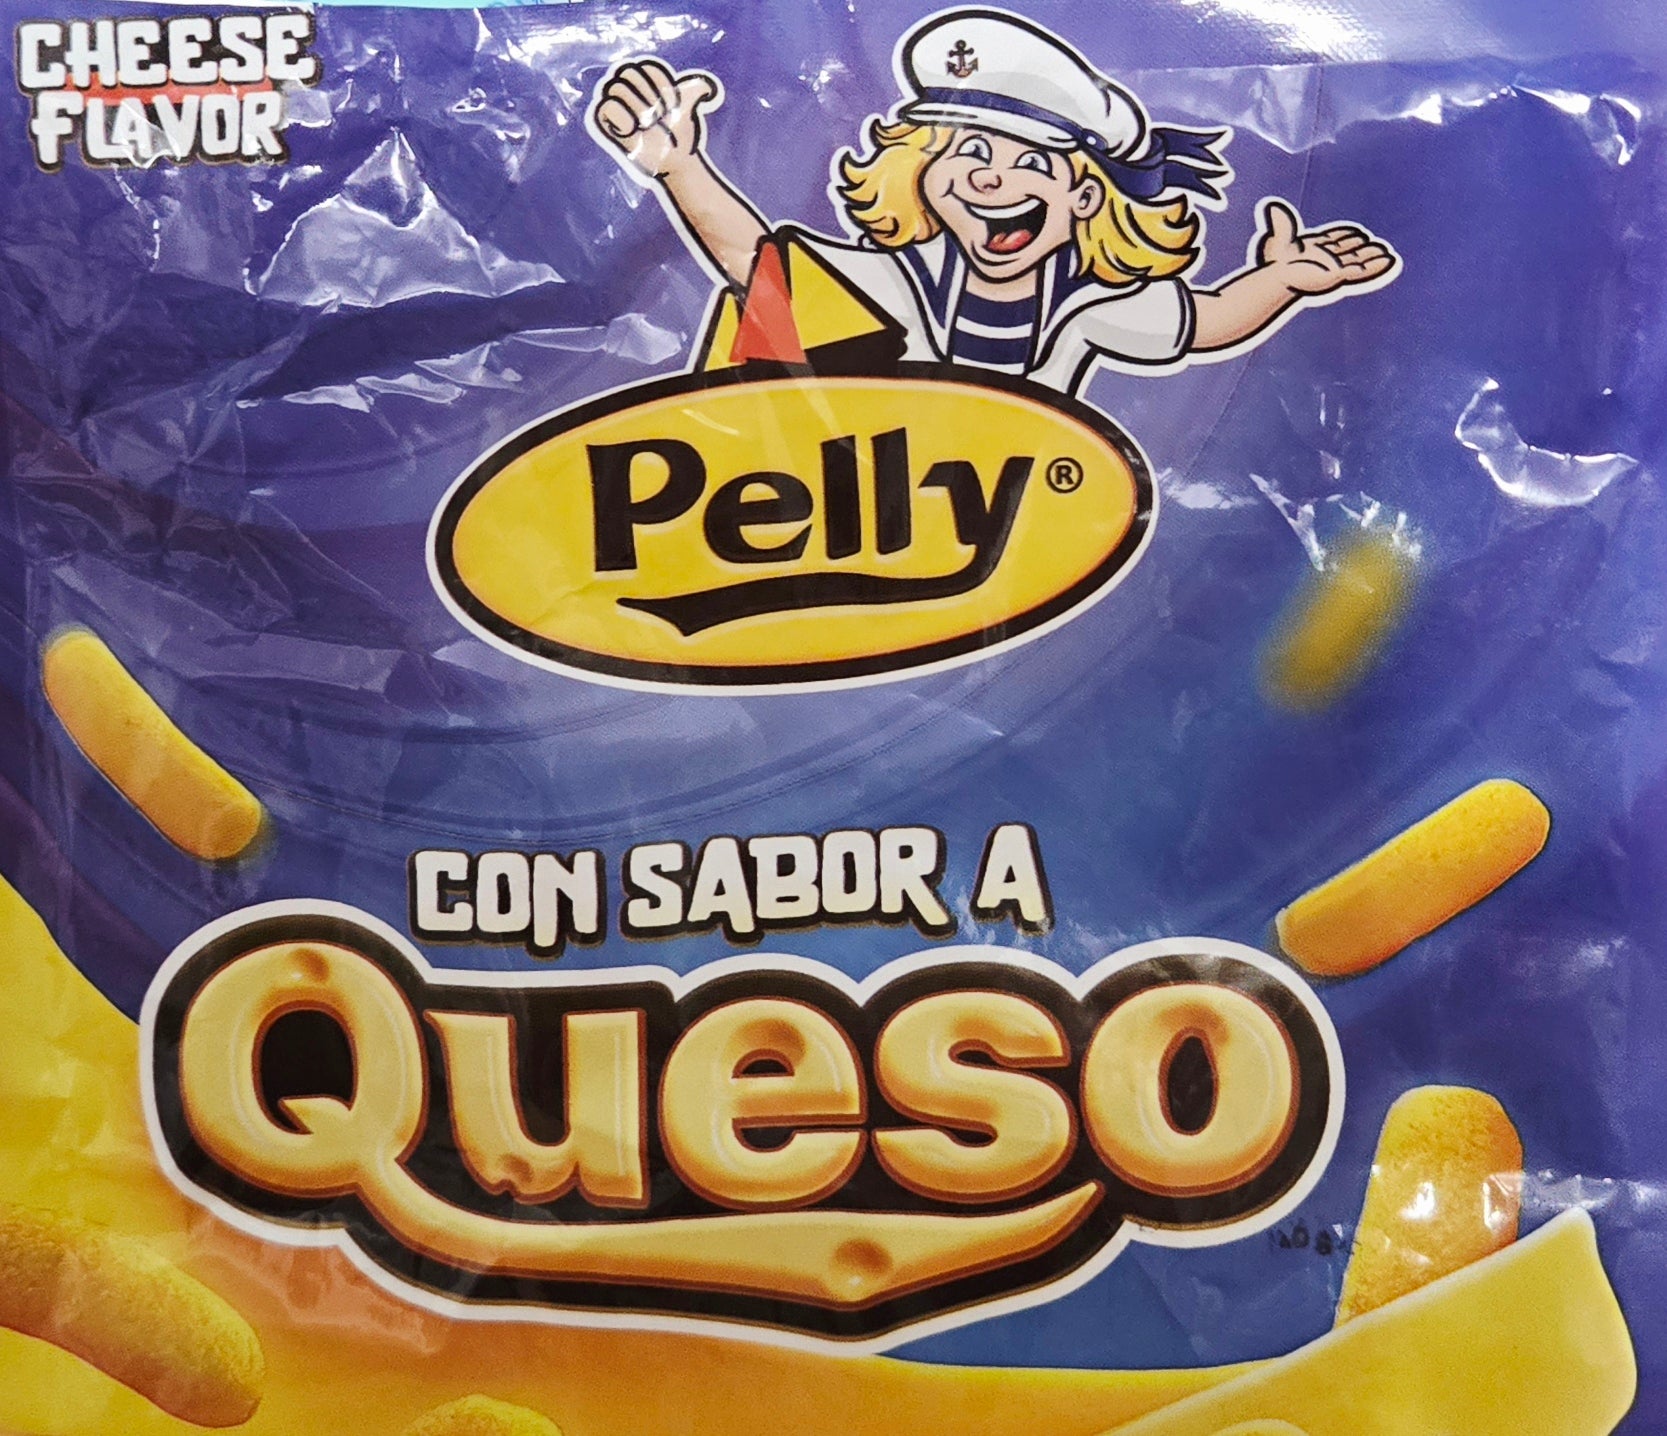 CHEESE
FLAVOR
Pelly®
CON SABOR A
Queso